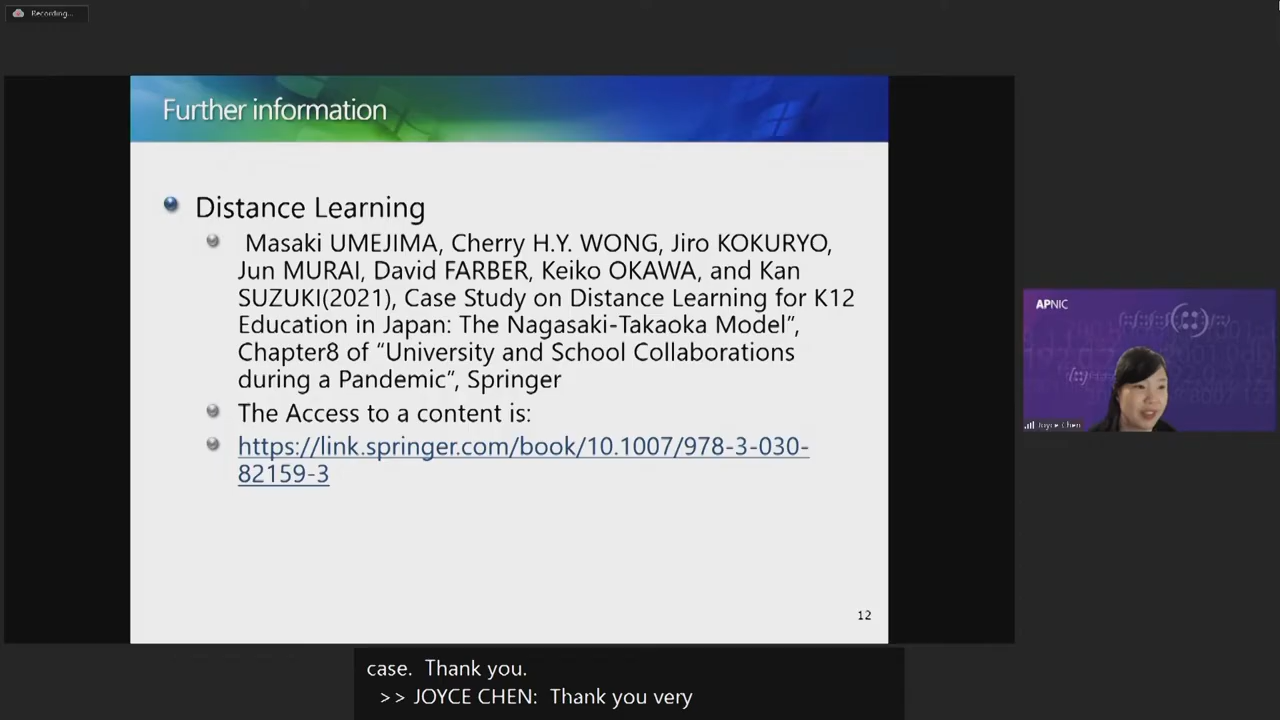 Recording...
Further information
Distance Learning
Masaki UMEJIMA, Cherry H.Y. WONG, Jiro KOKURYO,
Jun MURAI, David FARBER, Keiko OKAWA, and Kan
SUZUKI(2021), Case Study on Distance Learning for K12
Education in Japan: The Nagasaki-Takaoka Model”,
Chapter8 of “University and School Collaborations
during a Pandemic”, Springer
The Access to a content is:
https://link.springer.com/book/10.1007/978-3-030-
82159-3
12
APNIC
Joyce Chen
case.  Thank you.
>> JOYCE CHEN:  Thank you very